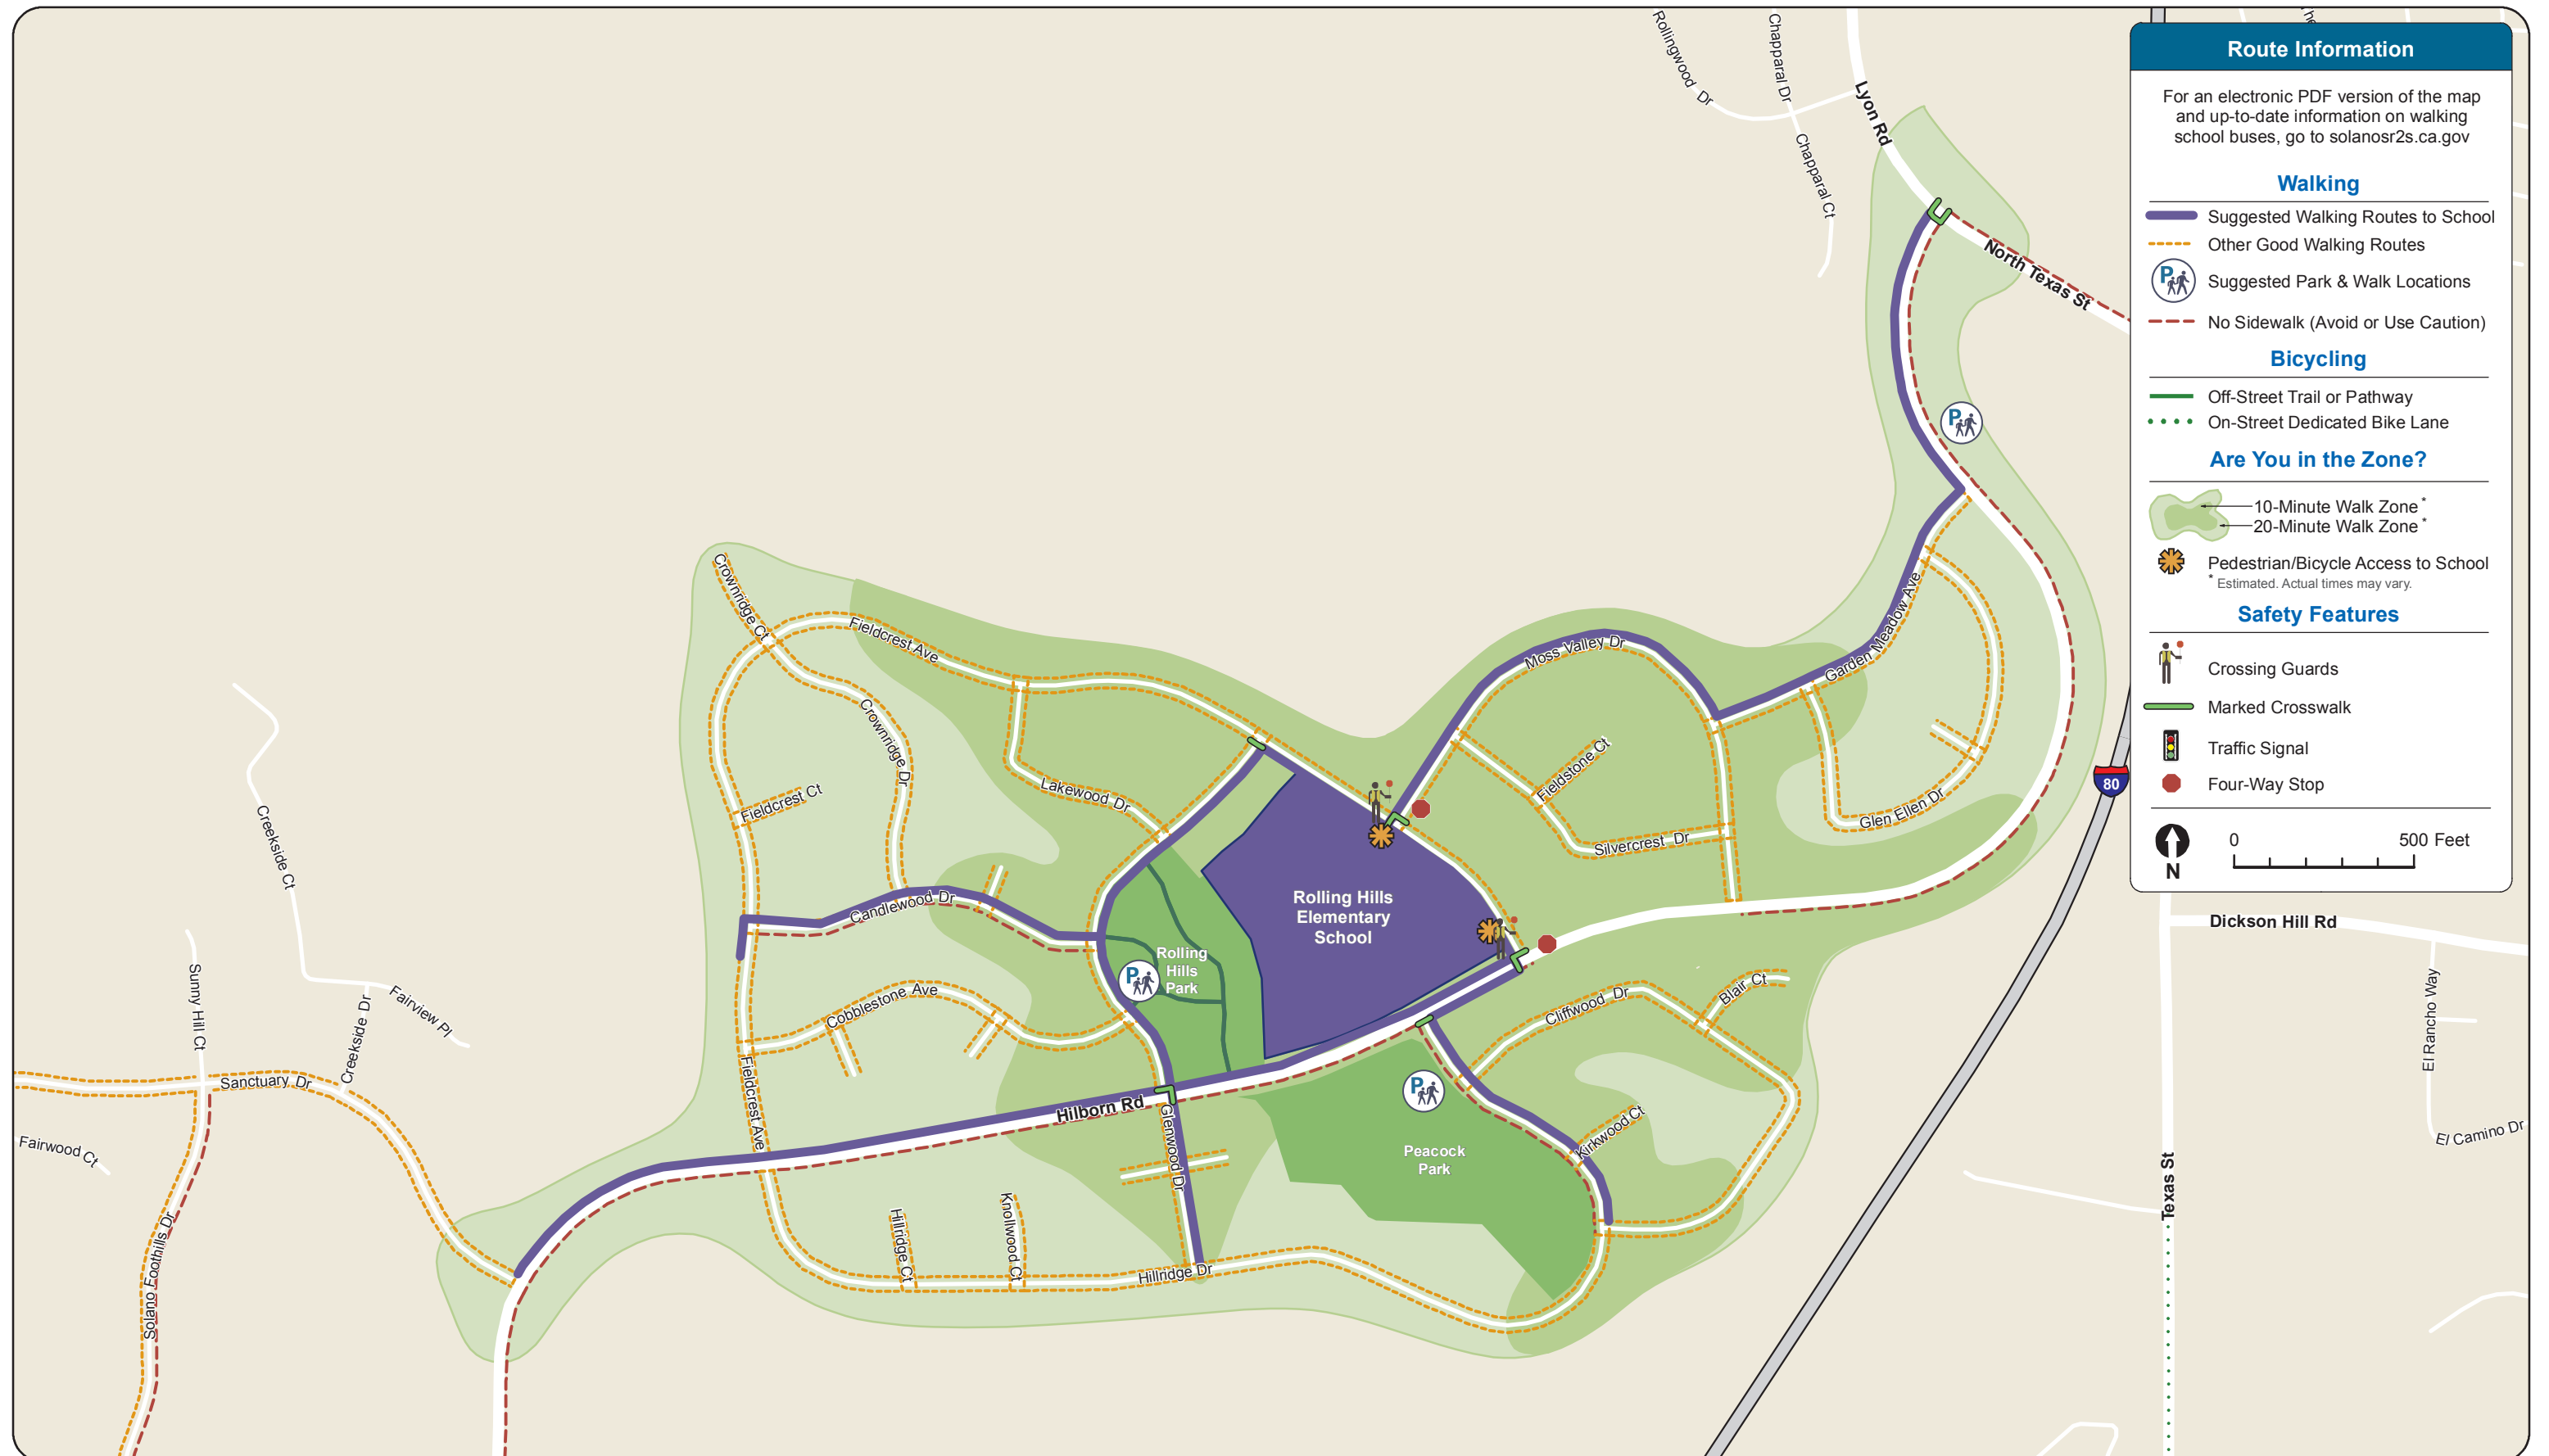 Route Information
For an electronic PDF version of the map
and up-to-date information on walking
school buses, go to solanosr2s.ca.gov
Walking
Suggested Walking Routes to School
Other Good Walking Routes
P
Suggested Park & Walk Locations
No Sidewalk (Avoid or Use Caution)
Bicycling
Off-Street Trail or Pathway
On-Street Dedicated Bike Lane
Are You in the Zone?
10-Minute Walk Zone *
20-Minute Walk Zone *
Pedestrian/Bicycle Access to School
* Estimated. Actual times may vary.
Safety Features
Crossing Guards
Marked Crosswalk
Traffic Signal
Four-Way Stop
0
500 Feet
N
Rollingwood Dr
Chapparal Dr
Chapparal Ct
Lyon Rd
North Texas St
P
Crownridge Ct
Fieldcrest Ave
Crownridge Dr
Fieldcrest Ct
Lakewood Dr
Moss Valley Dr
Garden Meadow Ave
Fieldstone Ct
Silvercrest Dr
Glen Ellen Dr
80
Creekside Ct
Candlewood Dr
Rolling Hills
Elementary
School
Rolling
Hills
Park
P
Dickson Hill Rd
Sunny Hill Ct
Creekside Dr
Fairview Pl
Cobblestone Ave
Cliffwood Dr
Blair Ct
El Rancho Way
Sanctuary Dr
Fieldcrest Ave
Hilborn Rd
Glenwood Dr
P
Kirkwood Ct
Peacock
Park
El Camino Dr
Fairwood Ct
Texas St
Solano Foothills Dr
Hillridge Ct
Knollwood Ct
Hillridge Dr